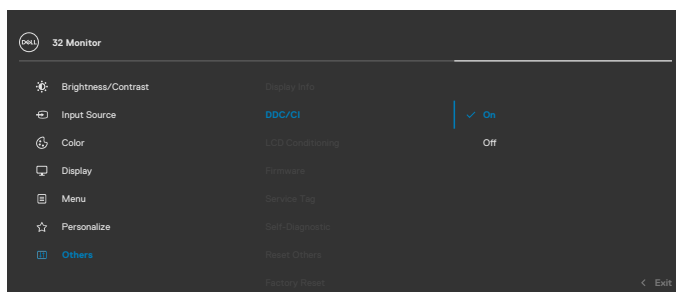 DELL 32 Monitor
Brightness/Contrast Display Info
Input Source DDC/CI On
Color LCD Conditioning Off
Display Firmware
Menu Service Tag
Personalize Self-Diagnostic
Others Reset Others
Factory Reset < Exit